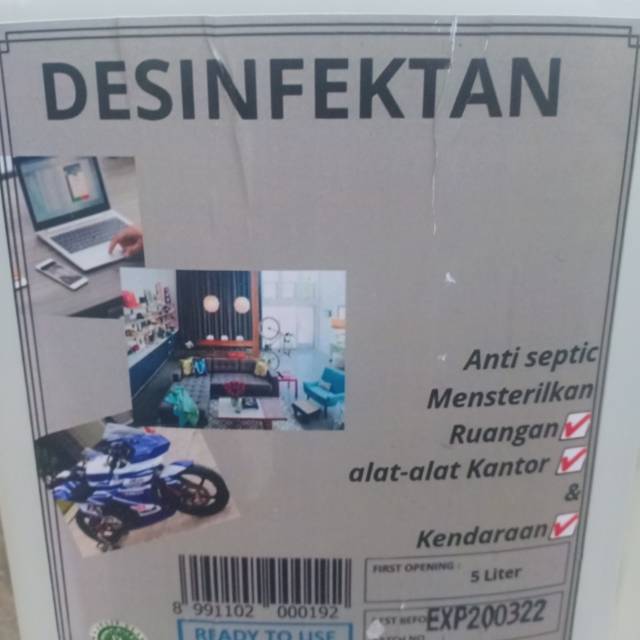 DESINFEKTAN
Anti septic
Mensterilkan
Ruangan
alat-alat Kantor
&
Kendaraan
FIRST OPENING :
5 Liter
8 991102 000192
EXP200322
READY TO USE